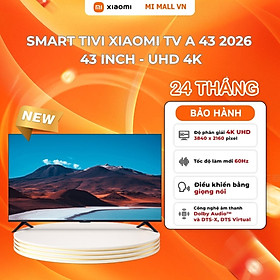 xiaomi
MI MALL VN
SMART TIVI XIAOMI TV A 43 2026
43 INCH - UHD 4K
24 THÁNG
BẢO HÀNH
NEW
Độ phân giải 4K UHD
3840 x 2160 pixel
Tốc độ làm mới 60Hz
Điều khiển bằng
giọng nói
Công nghệ âm thanh
Dolby Audio™
và DTS-X, DTS Virtual